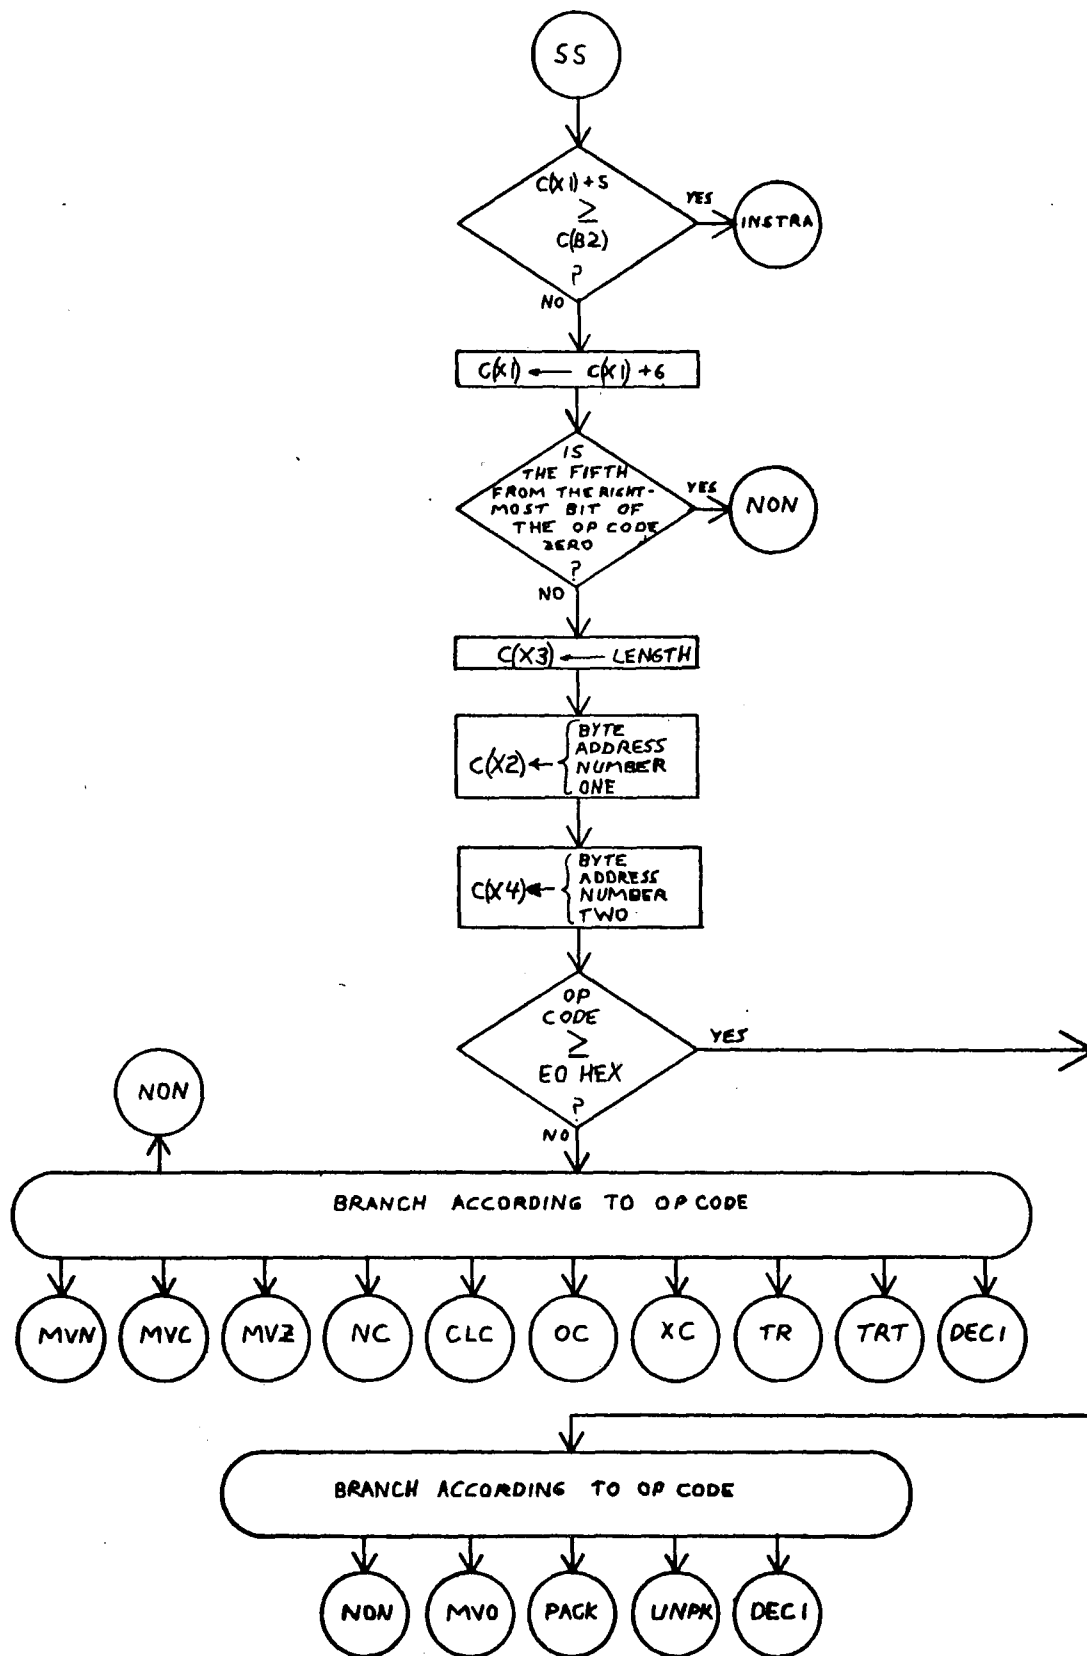 SS
C(X1)+5
≥
C(B2)
?
YES
INSTRA
NO
C(X1) ← C(X1) +6
IS
THE FIFTH
FROM THE RIGHT-
MOST BIT OF
THE OP CODE
ZERO
?
YES
NON
NO
C(X3) ← LENGTH
C(X2) ← { BYTE
ADDRESS
NUMBER
ONE
C(X4) ← { BYTE
ADDRESS
NUMBER
TWO
OP
CODE
≥
E0 HEX
?
YES
NON
NO
BRANCH ACCORDING TO OP CODE
MVN MVC MVZ NC CLC OC XC TR TRT DECI
BRANCH ACCORDING TO OP CODE
NON MVO PACK UNPK DECI